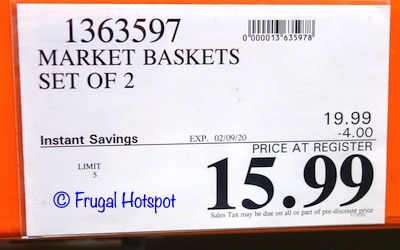 1363597
0000013 635978
MARKET BASKETS
SET OF 2
19.99
Instant Savings EXP. 02/09/20 -4.00
PRICE AT REGISTER
LIMIT
5
15.99
© Frugal Hotspot
Sales Tax may be due on all or part of pre-discount price